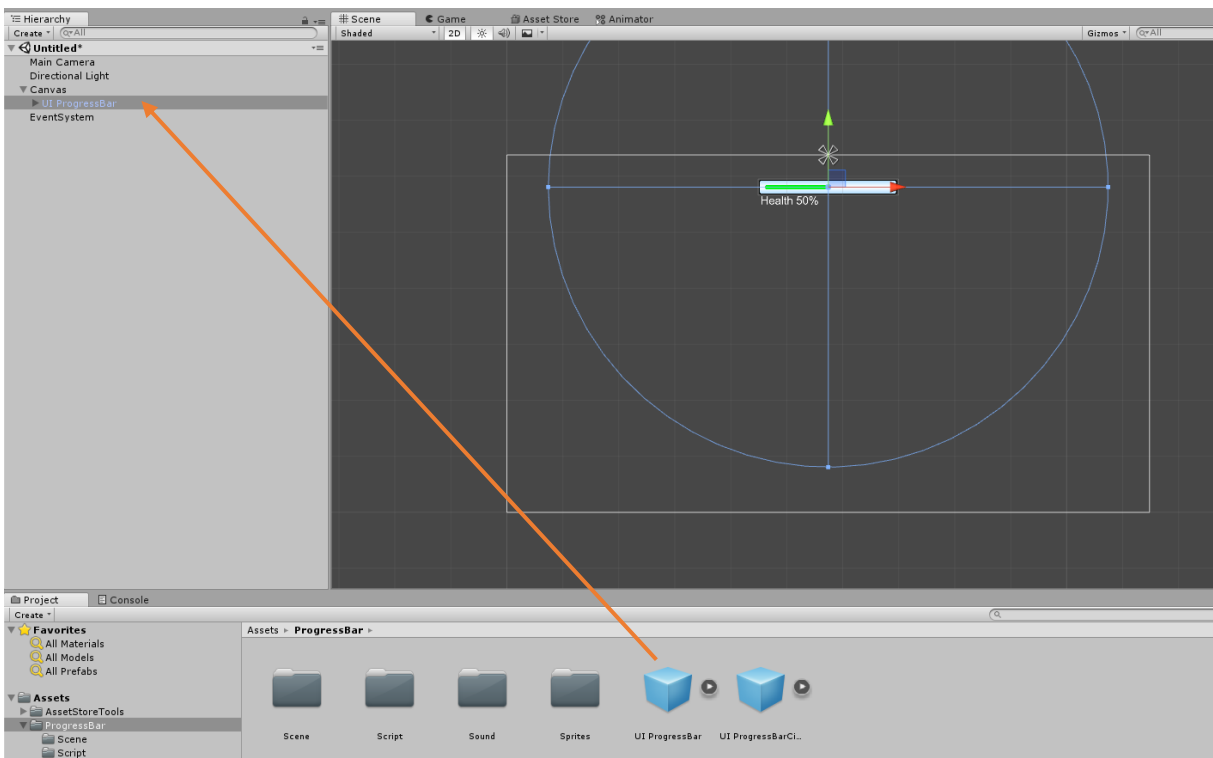 Hierarchy
Create All
Untitled*
Main Camera
Directional Light
Canvas
UI ProgressBar
EventSystem
Scene Game Asset Store Animator
Shaded 2D Gizmos All
Health 50%
Project Console
Create
Favorites
All Materials
All Models
All Prefabs
Assets
AssetStoreTools
ProgressBar
Scene
Script
Assets ProgressBar
Scene Script Sound Sprites UI ProgressBar UI ProgressBarCi...